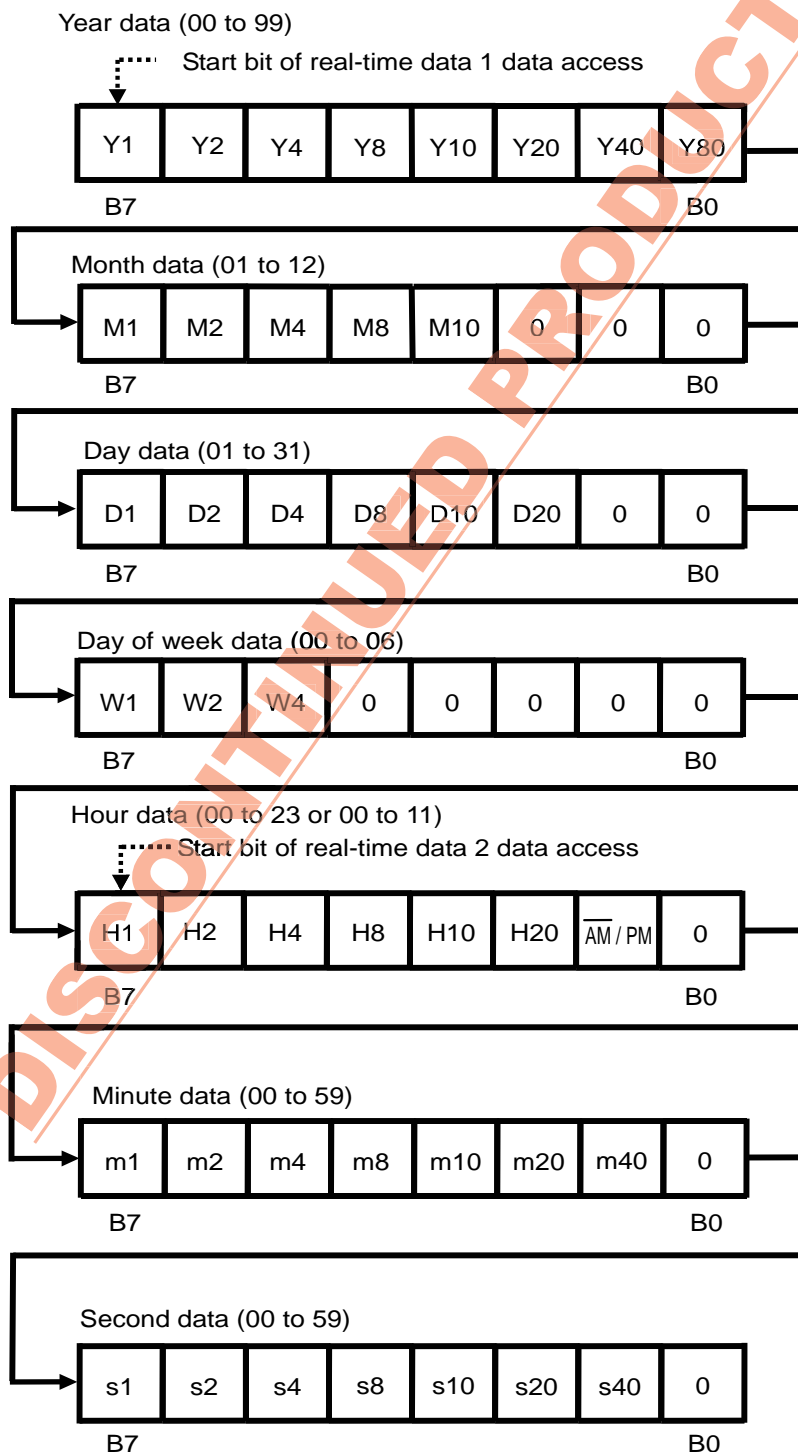 Year data (00 to 99)
Start bit of real-time data 1 data access
Y1 Y2 Y4 Y8 Y10 Y20 Y40 Y80
B7 B0
Month data (01 to 12)
M1 M2 M4 M8 M10 0 0 0
B7 B0
Day data (01 to 31)
D1 D2 D4 D8 D10 D20 0 0
B7 B0
Day of week data (00 to 06)
W1 W2 W4 0 0 0 0 0
B7 B0
Hour data (00 to 23 or 00 to 11)
Start bit of real-time data 2 data access
H1 H2 H4 H8 H10 H20 A̅M̅ / PM 0
B7 B0
Minute data (00 to 59)
m1 m2 m4 m8 m10 m20 m40 0
B7 B0
Second data (00 to 59)
s1 s2 s4 s8 s10 s20 s40 0
B7 B0
DISCONTINUED PRODUCT